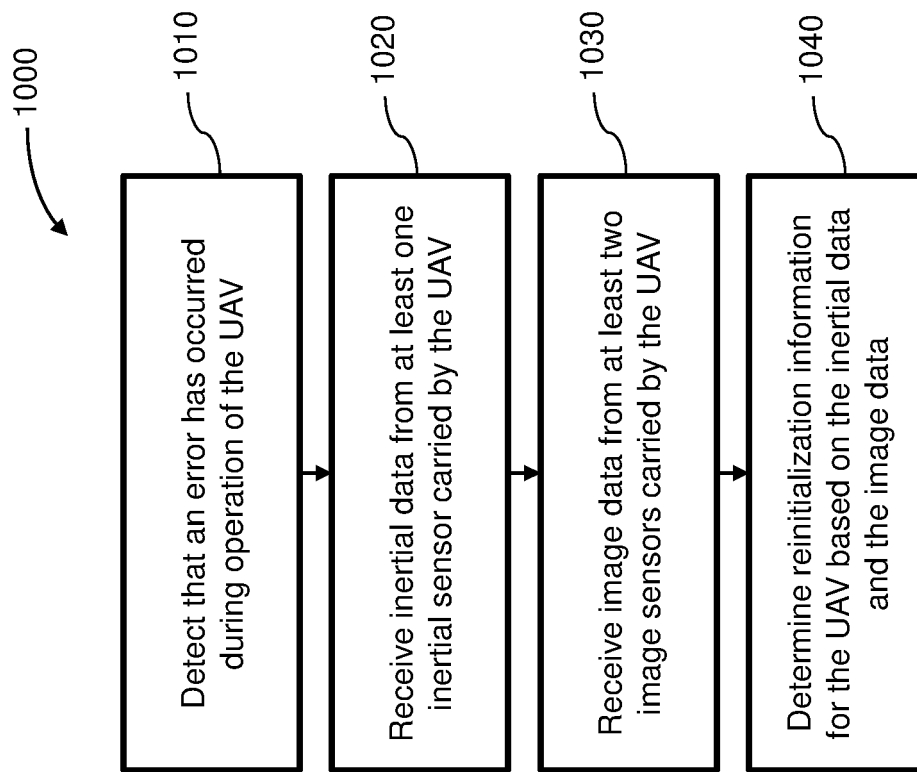 1000
Detect that an error has occurred
during operation of the UAV
1010
Receive inertial data from at least one
inertial sensor carried by the UAV
1020
Receive image data from at least two
image sensors carried by the UAV
1030
Determine reinitialization information
for the UAV based on the inertial data
and the image data
1040